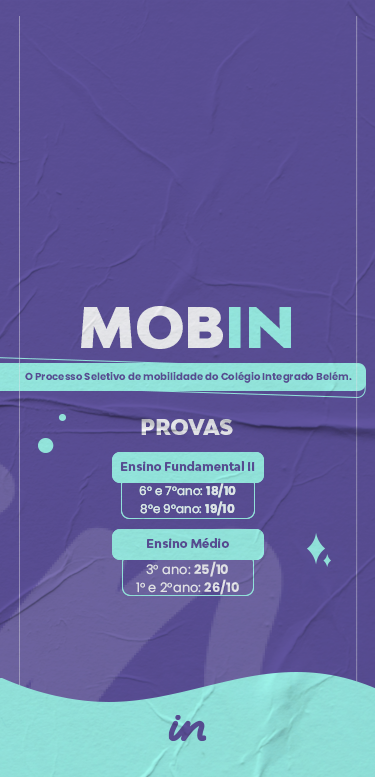 MOBIN
O Processo Seletivo de mobilidade do Colégio Integrado Belém.
PROVAS
Ensino Fundamental II
6º e 7ºano: 18/10
8ºe 9ºano: 19/10
Ensino Médio
3º ano: 25/10
1º e 2ºano: 26/10
in